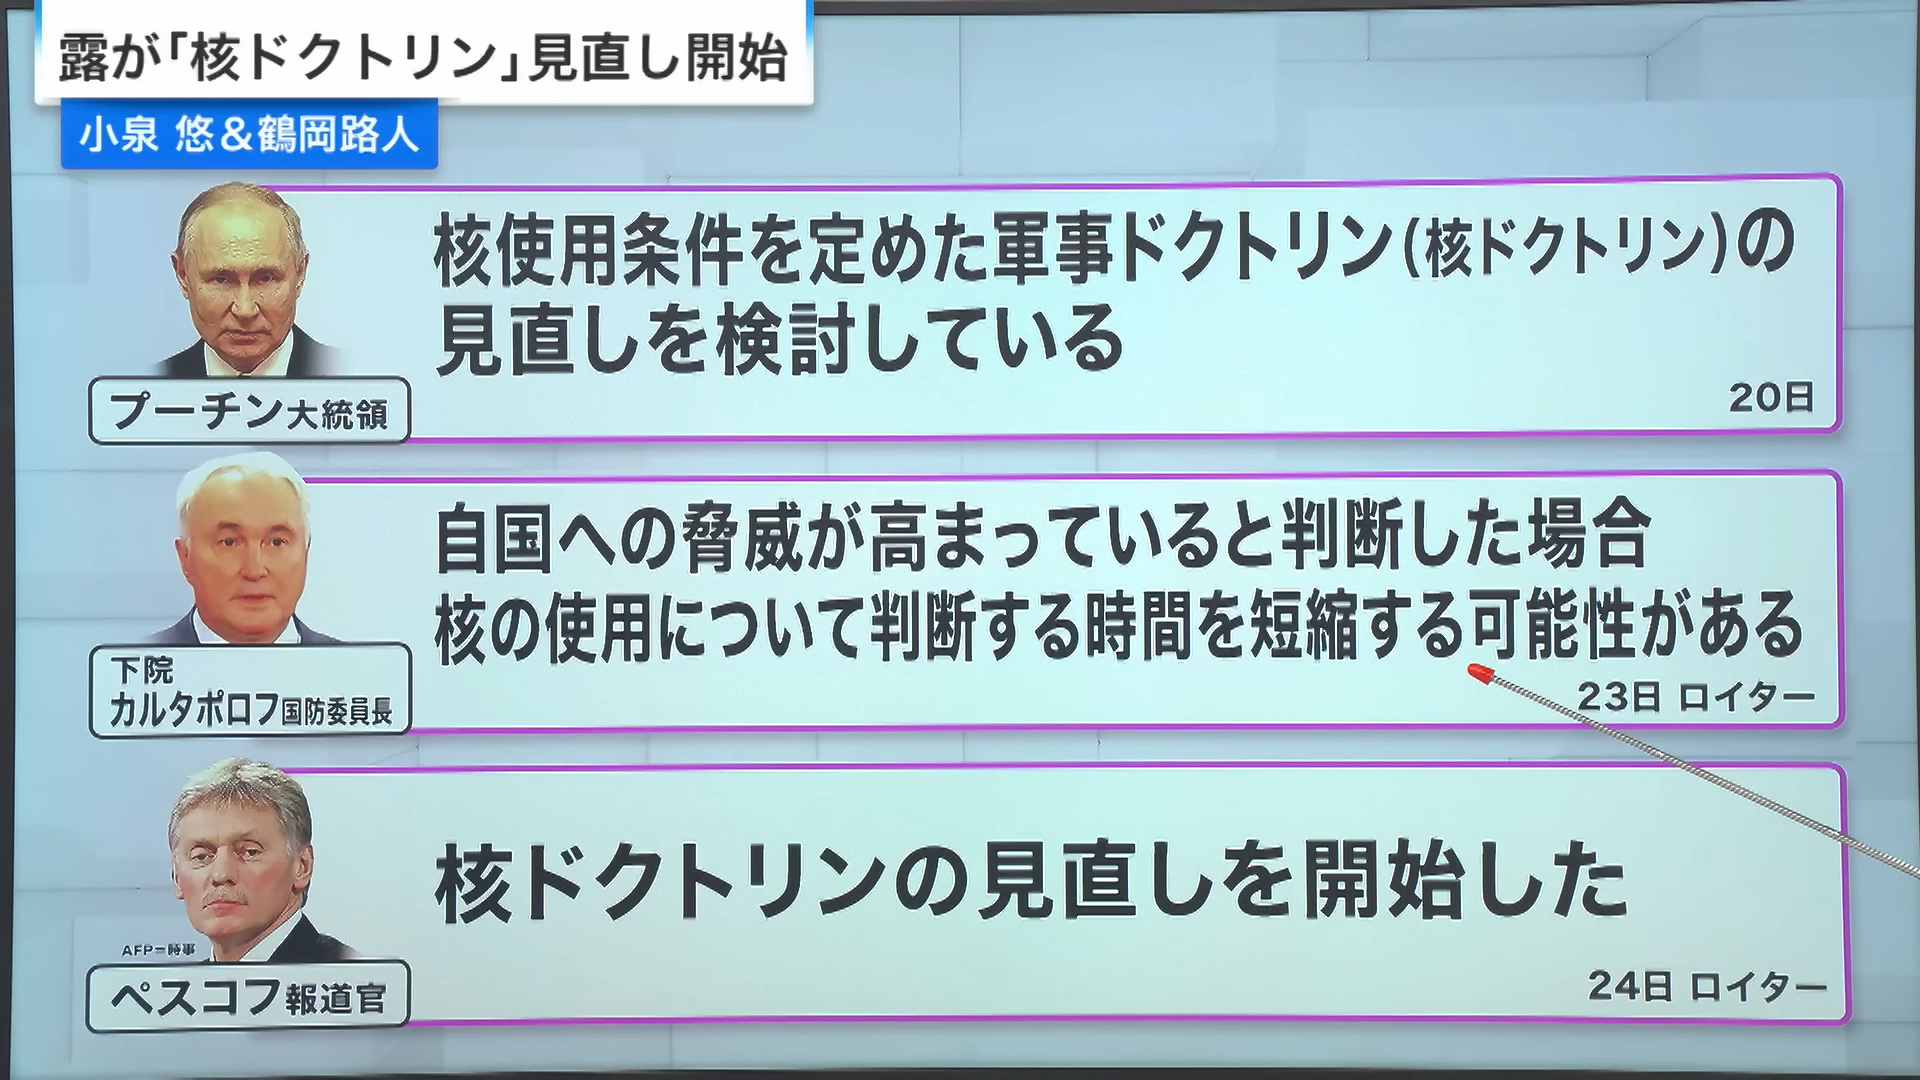 露が｢核ドクトリン｣見直し開始
小泉 悠＆鶴岡路人
核使用条件を定めた軍事ドクトリン(核ドクトリン)の
見直しを検討している
20日
プーチン大統領
自国への脅威が高まっていると判断した場合
核の使用について判断する時間を短縮する可能性がある
23日 ロイター
下院
カルタポロフ国防委員長
核ドクトリンの見直しを開始した
24日 ロイター
AFP＝時事
ペスコフ報道官